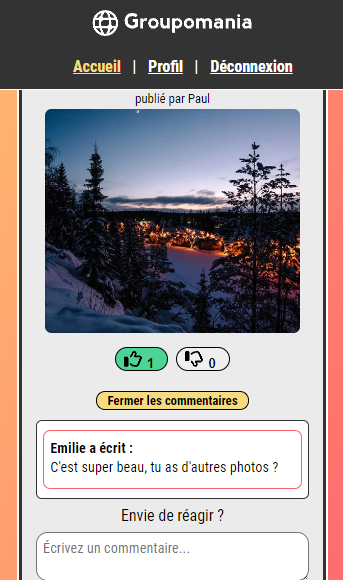 Groupomania
Accueil | Profil | Déconnexion
publié par Paul
1 0
Fermer les commentaires
Emilie a écrit :
C'est super beau, tu as d'autres photos ?
Envie de réagir ?
Écrivez un commentaire...